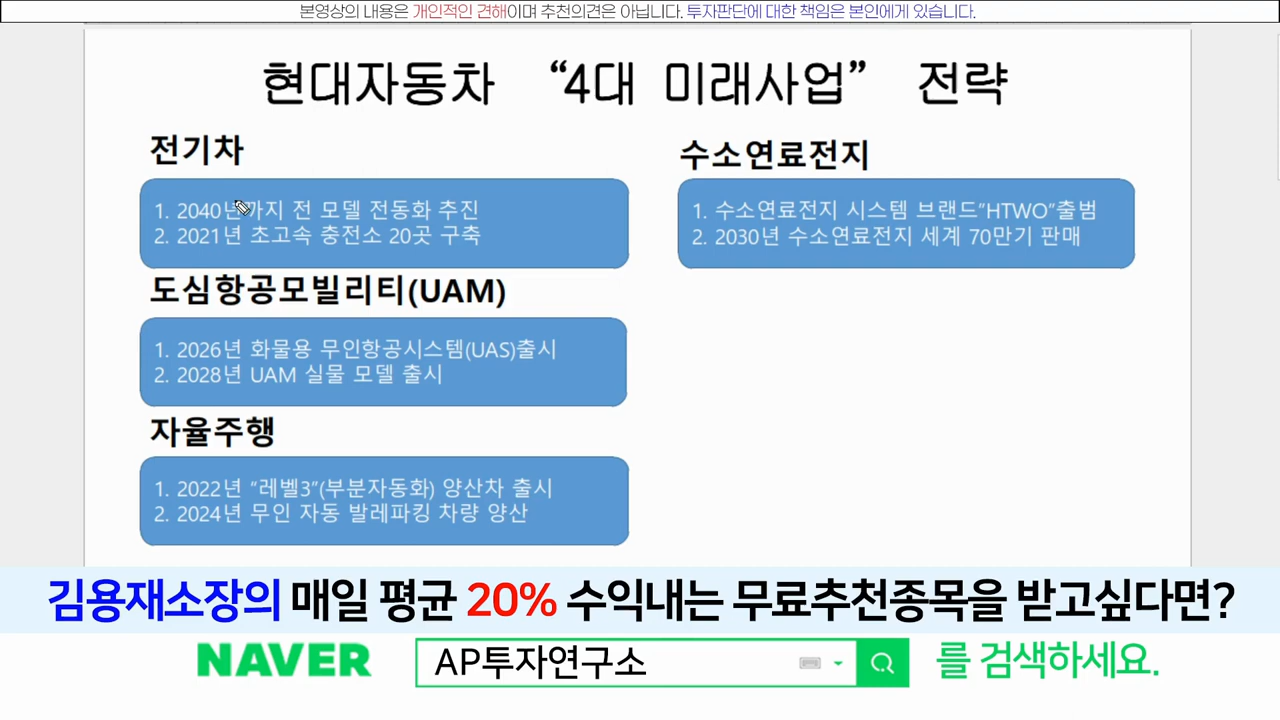 본영상의 내용은 개인적인 견해이며 추천의견은 아닙니다. 투자판단에 대한 책임은 본인에게 있습니다.
현대자동차 “4대 미래사업” 전략
전기차
1. 2040년까지 전 모델 전동화 추진
2. 2021년 초고속 충전소 20곳 구축
수소연료전지
1. 수소연료전지 시스템 브랜드”HTWO”출범
2. 2030년 수소연료전지 세계 70만기 판매
도심항공모빌리티(UAM)
1. 2026년 화물용 무인항공시스템(UAS)출시
2. 2028년 UAM 실물 모델 출시
자율주행
1. 2022년 “레벨3”(부분자동화) 양산차 출시
2. 2024년 무인 자동 발레파킹 차량 양산
김용재소장의 매일 평균 20% 수익내는 무료추천종목을 받고싶다면?
NAVER AP투자연구소 를 검색하세요.